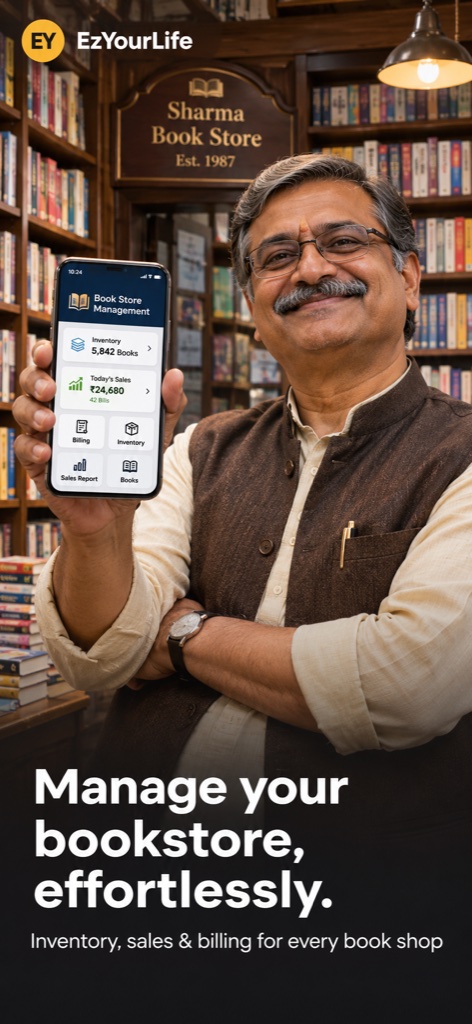 EY EzYourLife
Sharma
Book Store
Est. 1987
10:24
Book Store
Management
Inventory
5,842 Books
Today's Sales
₹24,680
42 Bills
Billing
Inventory
Sales Report
Books
Manage your
bookstore,
effortlessly.
Inventory, sales & billing for every book shop